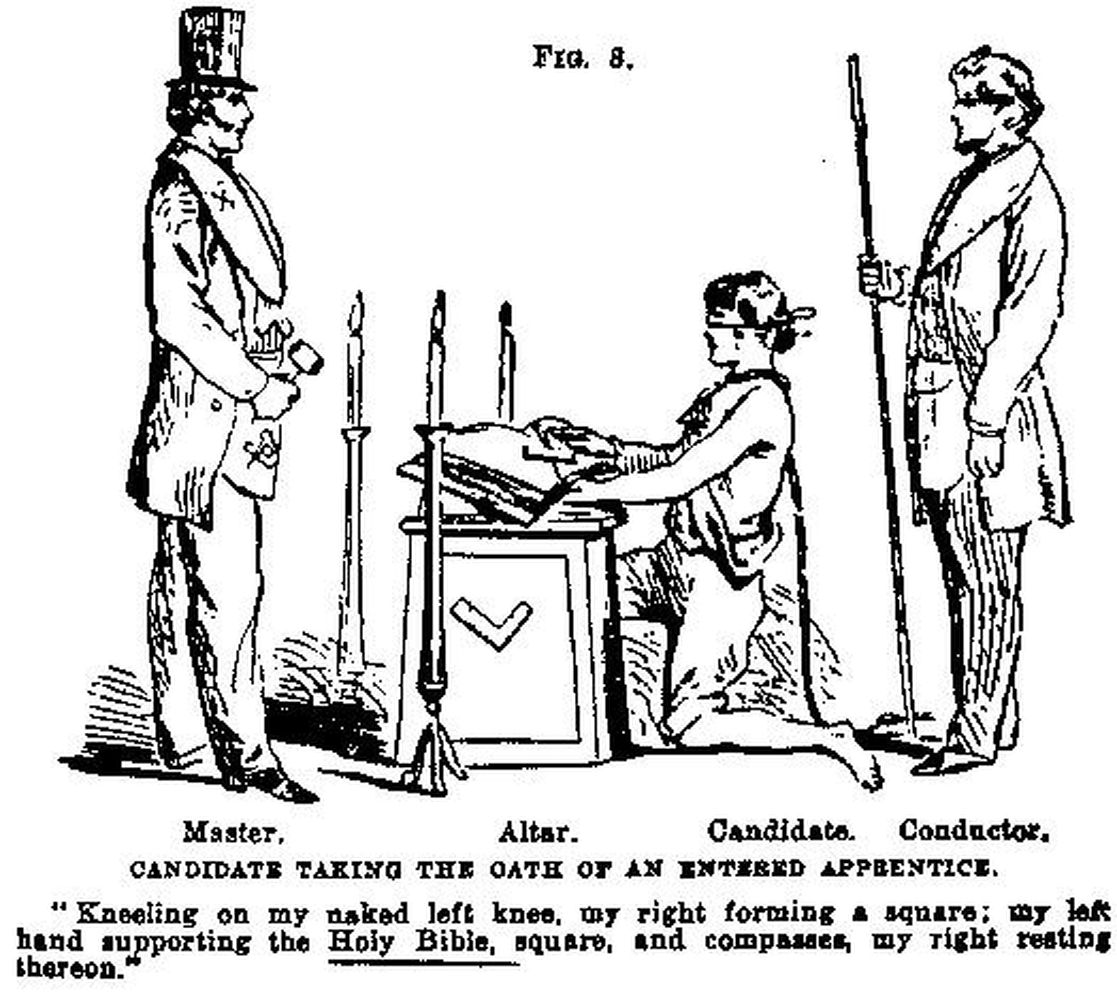 FIG. 8.
Master. Altar. Candidate. Conductor.
CANDIDATE TAKING THE OATH OF AN ENTERED APPRENTICE.
"Kneeling on my naked left knee, my right forming a square; my left
hand supporting the Holy Bible, square, and compasses, my right resting
thereon."